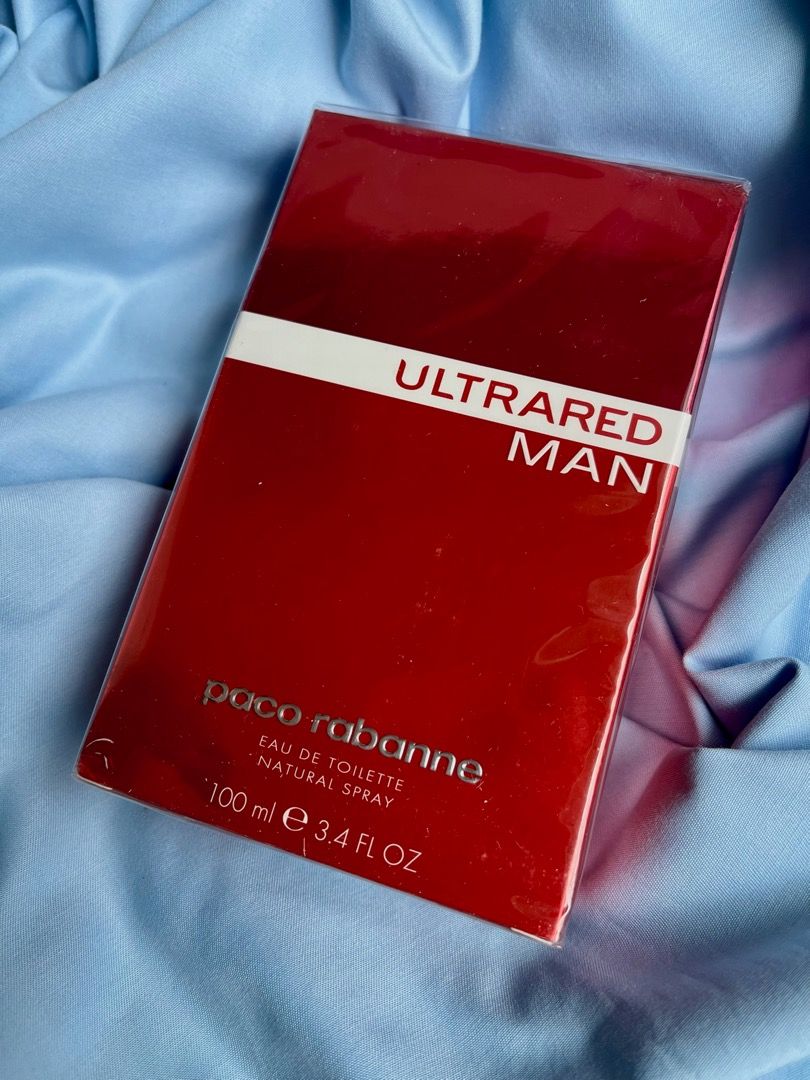 ULTRARED
MAN
paco rabanne
EAU DE TOILETTE
NATURAL SPRAY
100 ml ℮ 3.4 FL OZ